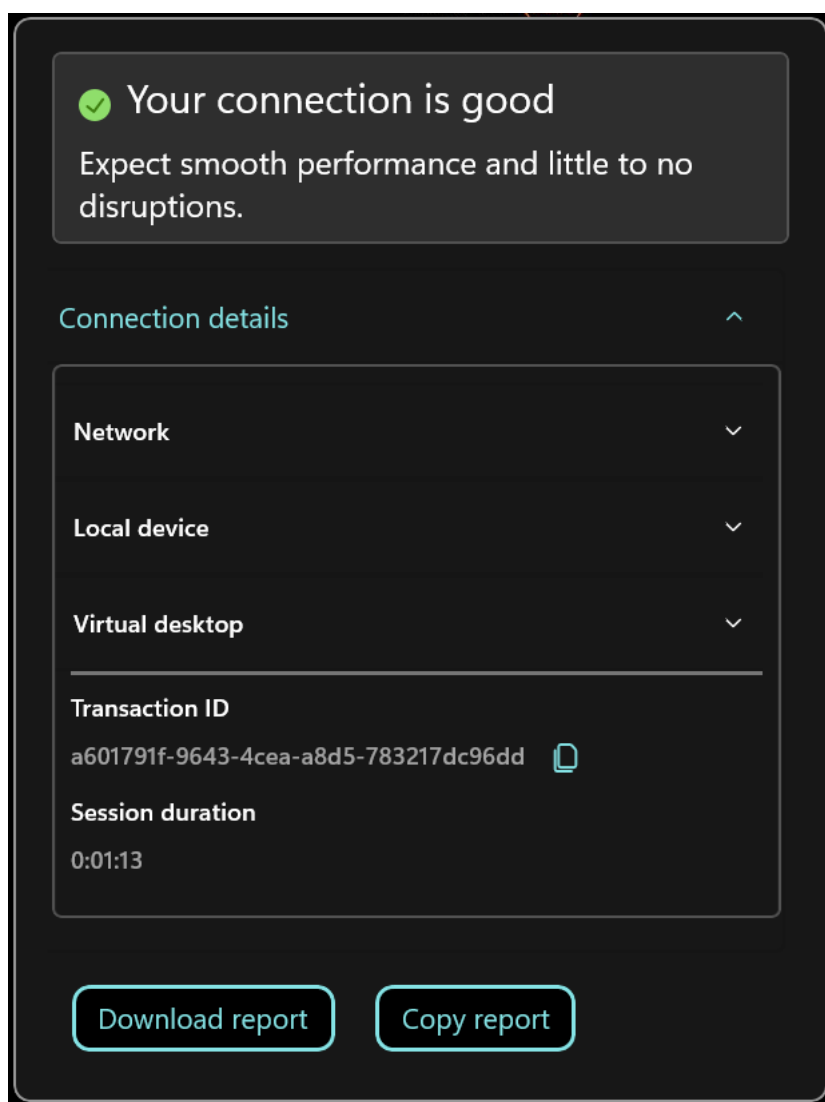 Your connection is good
Expect smooth performance and little to no
disruptions.
Connection details
Network
Local device
Virtual desktop
Transaction ID
a601791f-9643-4cea-a8d5-783217dc96dd
Session duration
0:01:13
Download report
Copy report